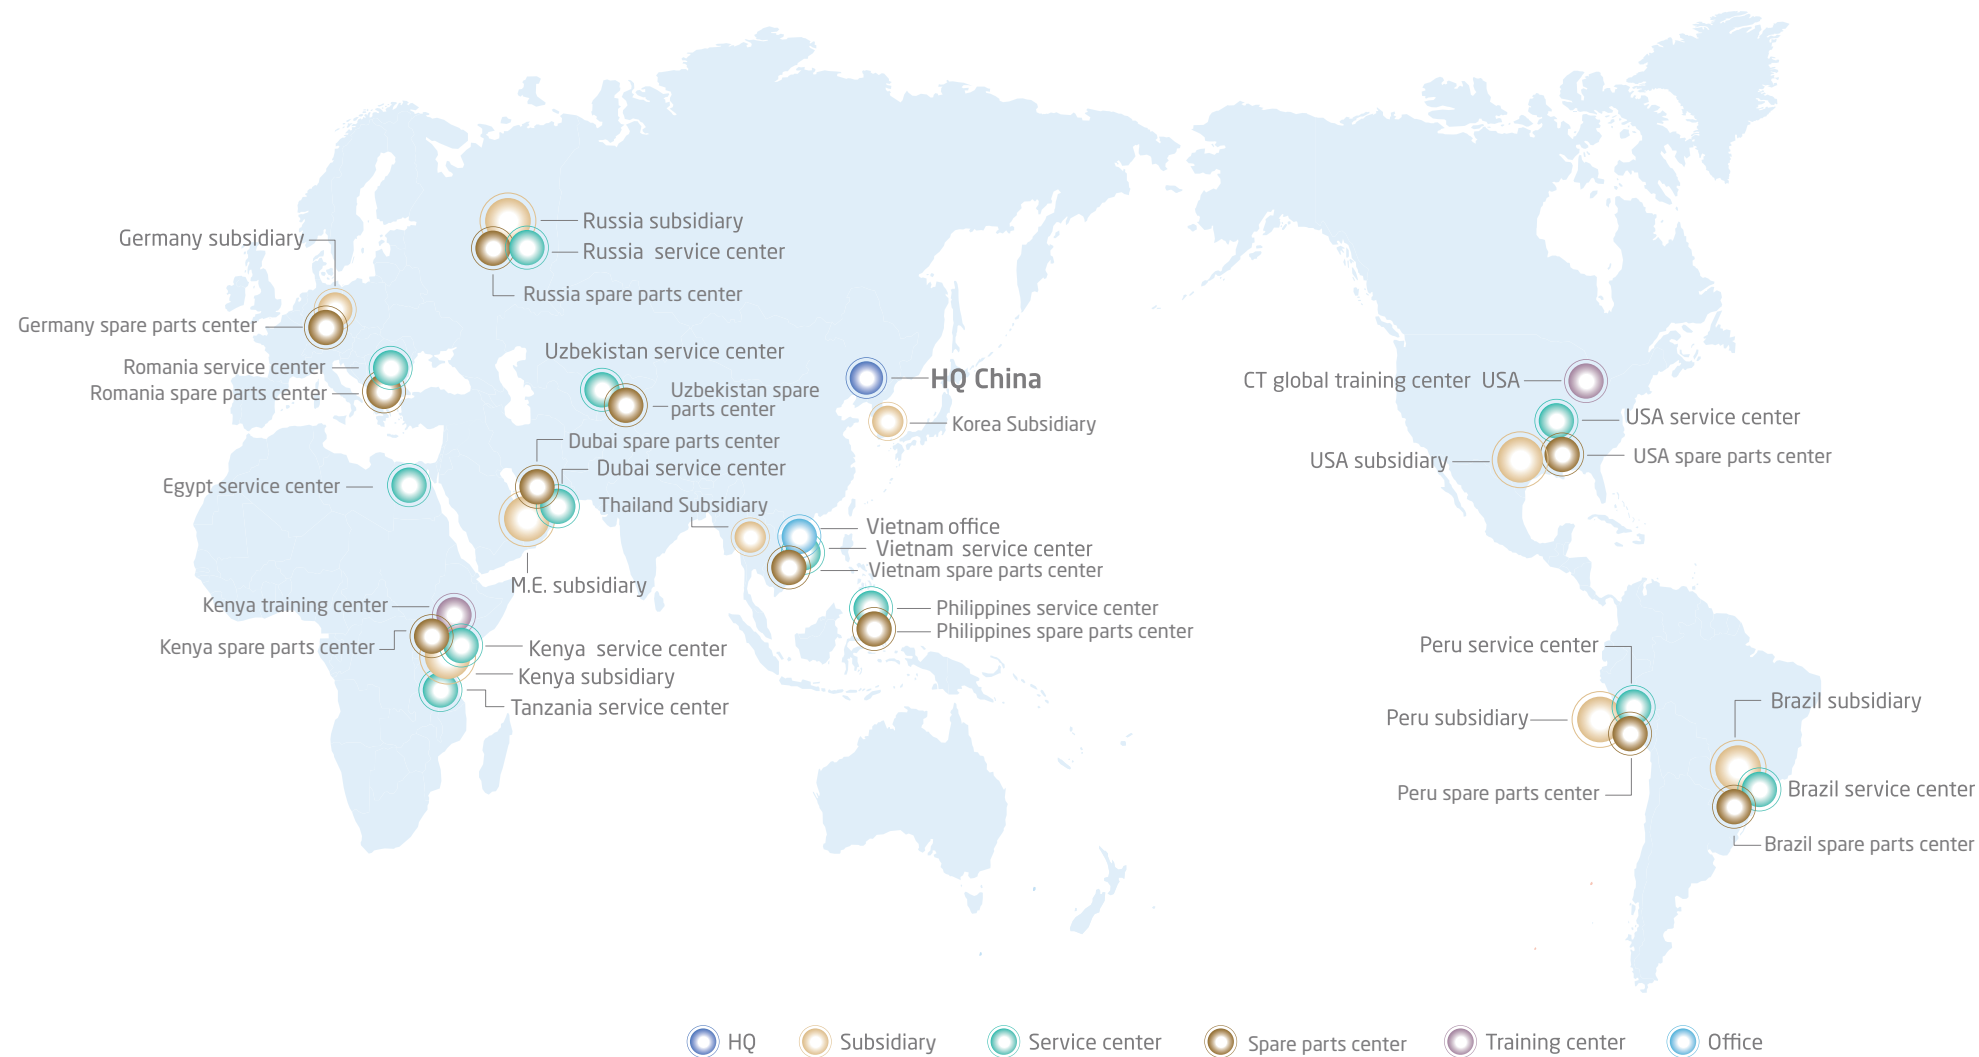 Russia subsidiary
Russia service center
Russia spare parts center
Germany subsidiary
Germany spare parts center
Romania service center
Romania spare parts center
Uzbekistan service center
Uzbekistan spare
parts center
HQ China
Korea Subsidiary
Dubai spare parts center
Dubai service center
Egypt service center
Thailand Subsidiary
Vietnam office
Vietnam service center
Vietnam spare parts center
M.E. subsidiary
Kenya training center
Kenya spare parts center
Kenya service center
Kenya subsidiary
Tanzania service center
Philippines service center
Philippines spare parts center
CT global training center USA
USA service center
USA subsidiary
USA spare parts center
Peru service center
Peru subsidiary
Peru spare parts center
Brazil subsidiary
Brazil service center
Brazil spare parts center
HQ
Subsidiary
Service center
Spare parts center
Training center
Office